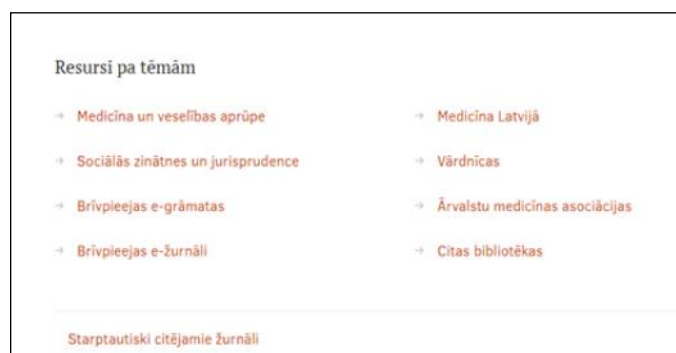 Resursi pa tēmām
Medicīna un veselības aprūpe
Medicīna Latvijā
Sociālās zinātnes un jurisprudence
Vārdnīcas
Brīvpieejas e-grāmatas
Ārvalstu medicīnas asociācijas
Brīvpieejas e-žurnāli
Citas bibliotēkas
Starptautiski citējamie žurnāli